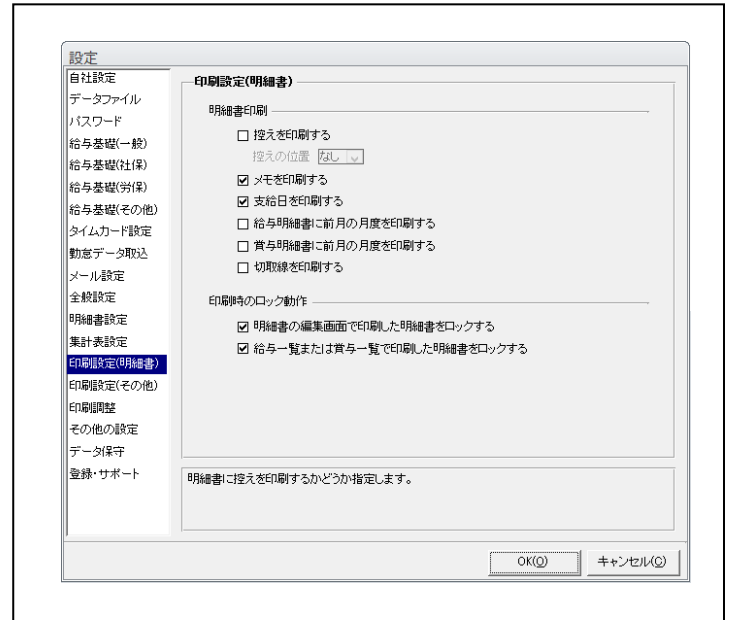 設定
自社設定
データファイル
パスワード
給与基礎(一般)
給与基礎(社保)
給与基礎(労保)
給与基礎(その他)
タイムカード設定
勤怠データ取込
メール設定
全般設定
明細書設定
集計表設定
印刷設定(明細書)
印刷設定(その他)
印刷調整
その他の設定
データ保守
登録・サポート
印刷設定(明細書)
明細書印刷
控えを印刷する
控えの位置 なし
メモを印刷する
支給日を印刷する
給与明細書に前月の月度を印刷する
賞与明細書に前月の月度を印刷する
切取線を印刷する
印刷時のロック動作
明細書の編集画面で印刷した明細書をロックする
給与一覧または賞与一覧で印刷した明細書をロックする
明細書に控えを印刷するかどうか指定します。
OK(O) キャンセル(C)